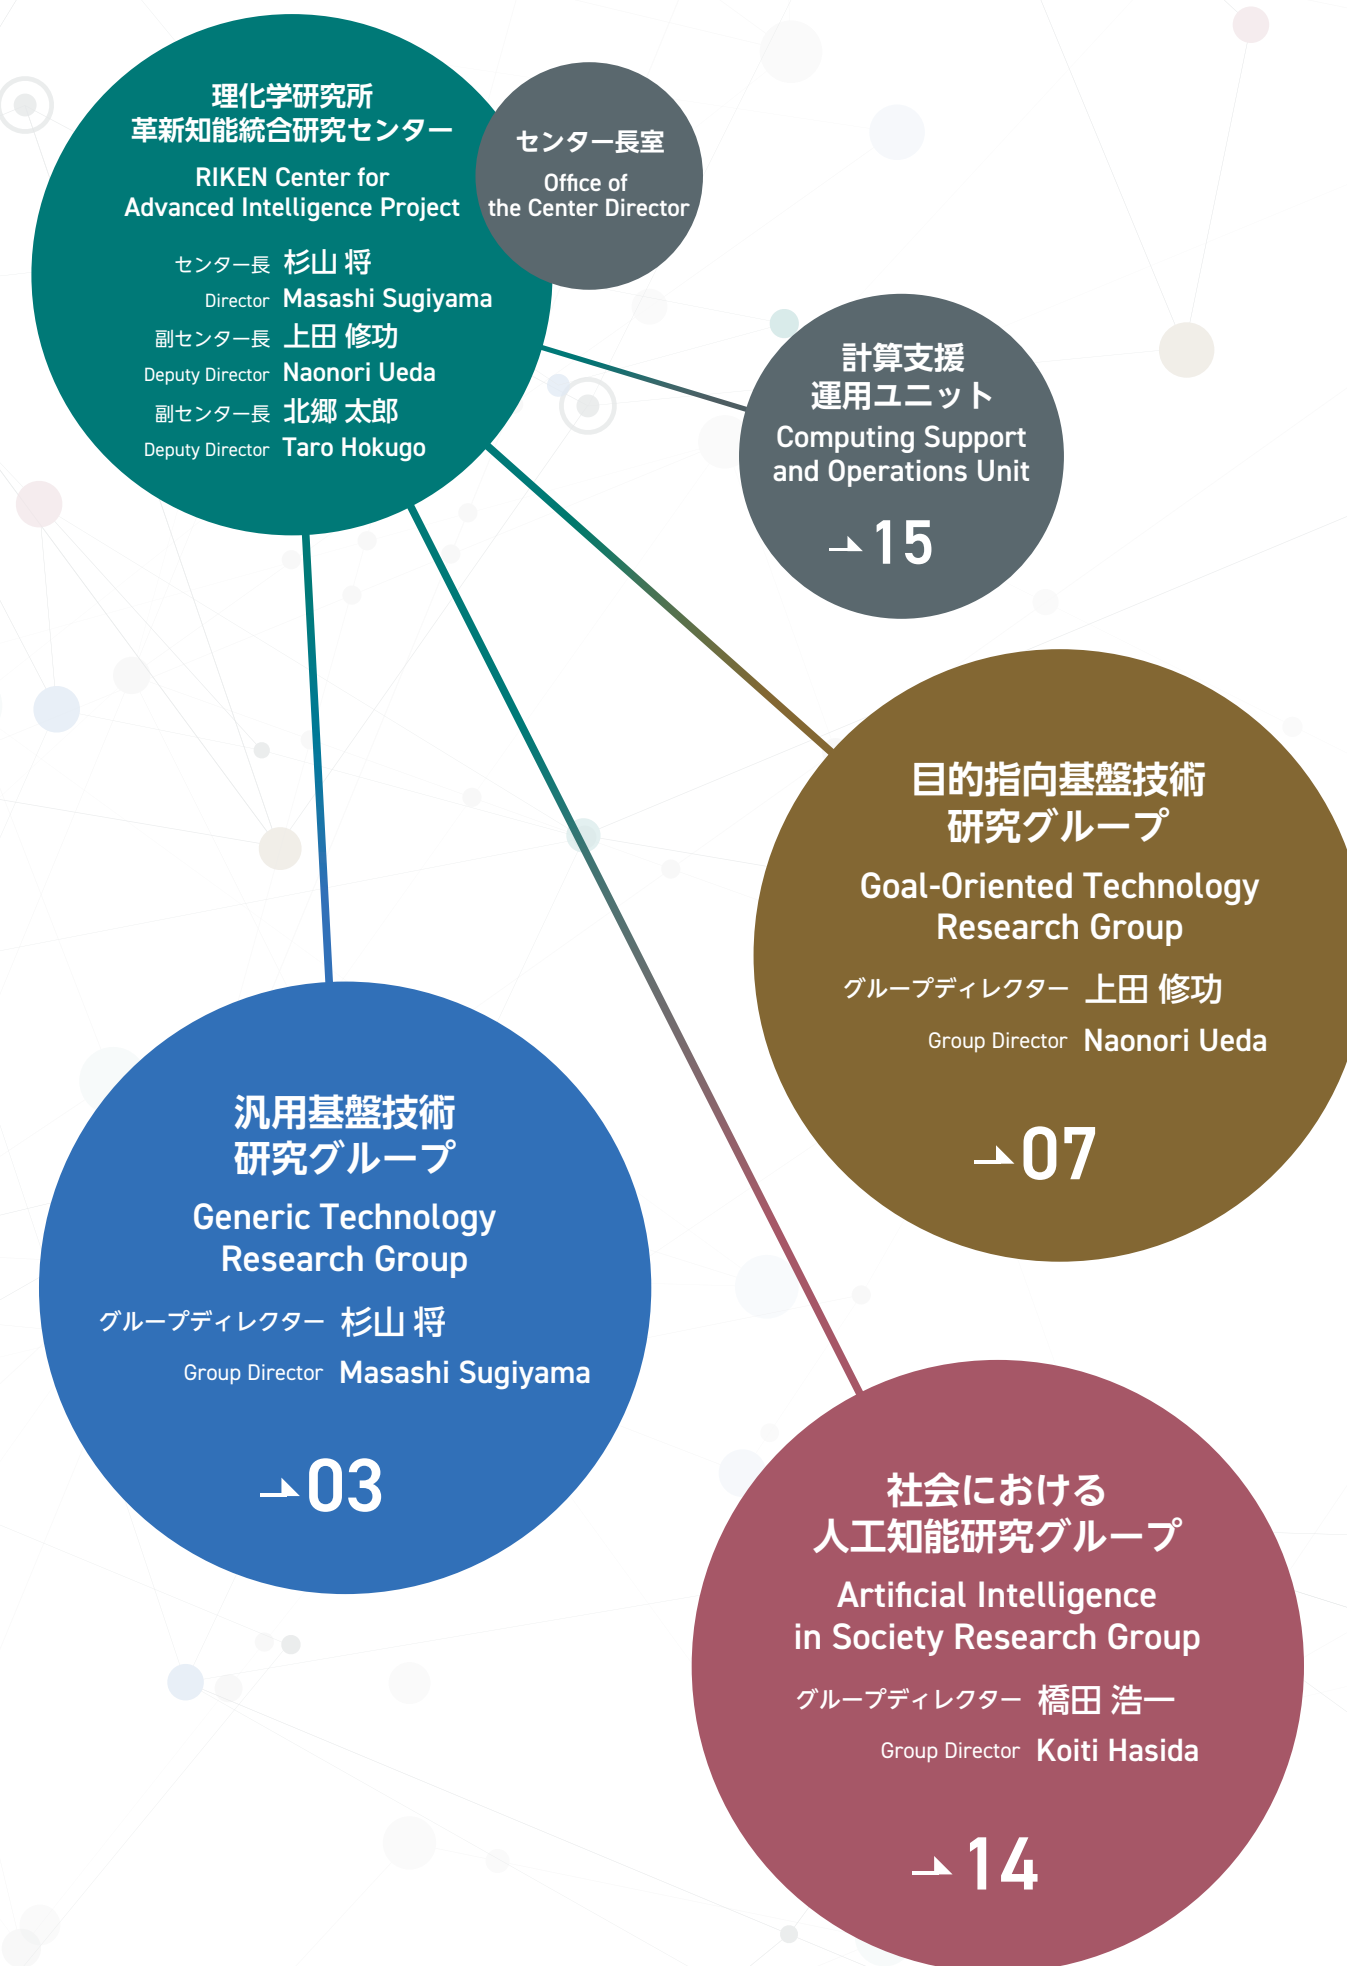 理化学研究所
革新知能統合研究センター
RIKEN Center for
Advanced Intelligence Project
センター長 杉山 将
Director Masashi Sugiyama
副センター長 上田 修功
Deputy Director Naonori Ueda
副センター長 北郷 太郎
Deputy Director Taro Hokugo
センター長室
Office of
the Center Director
計算支援
運用ユニット
Computing Support
and Operations Unit
15
目的指向基盤技術
研究グループ
Goal-Oriented Technology
Research Group
グループディレクター 上田 修功
Group Director Naonori Ueda
07
汎用基盤技術
研究グループ
Generic Technology
Research Group
グループディレクター 杉山 将
Group Director Masashi Sugiyama
03
社会における
人工知能研究グループ
Artificial Intelligence
in Society Research Group
グループディレクター 橋田 浩一
Group Director Koiti Hasida
14